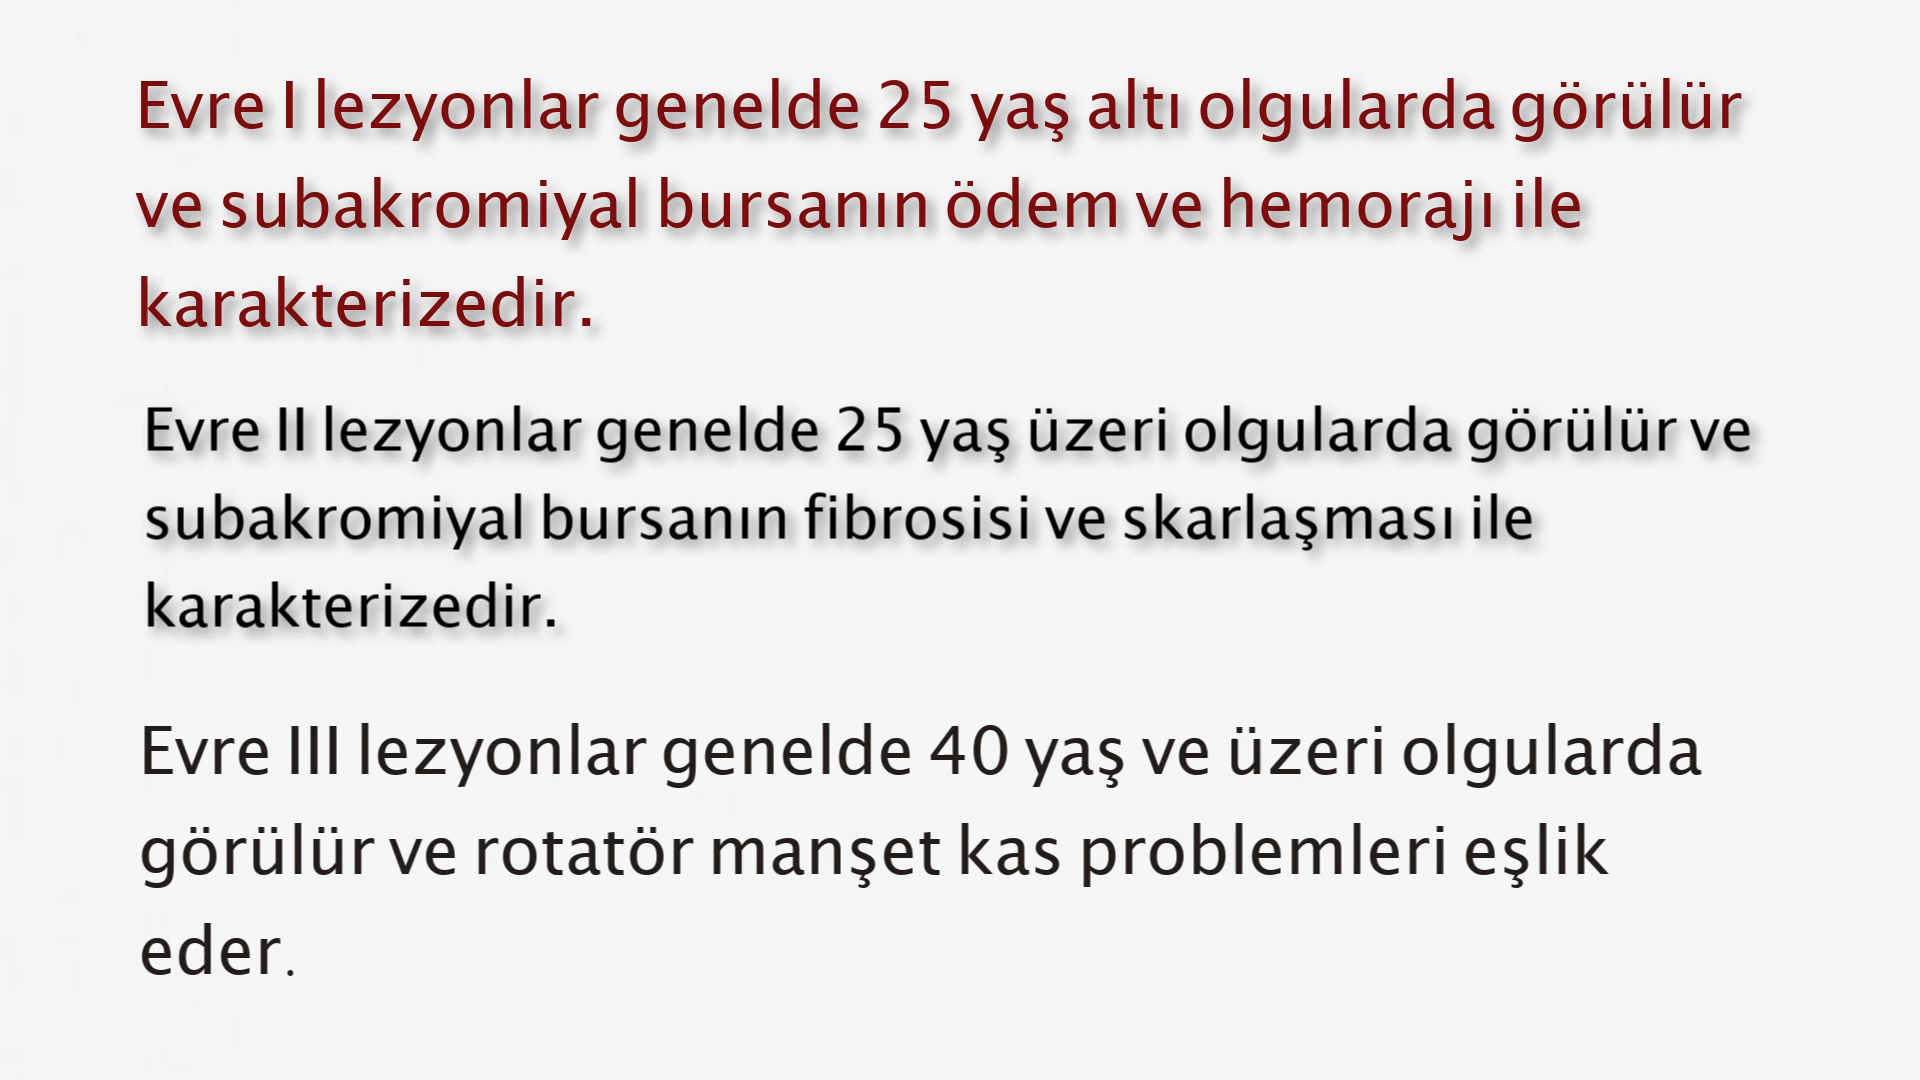 Evre I lezyonlar genelde 25 yaş altı olgularda görülür
ve subakromiyal bursanın ödem ve hemorajı ile
karakterizedir.
Evre II lezyonlar genelde 25 yaş üzeri olgularda görülür ve
subakromiyal bursanın fibrosisi ve skarlaşması ile
karakterizedir.
Evre III lezyonlar genelde 40 yaş ve üzeri olgularda
görülür ve rotatör manşet kas problemleri eşlik
eder.